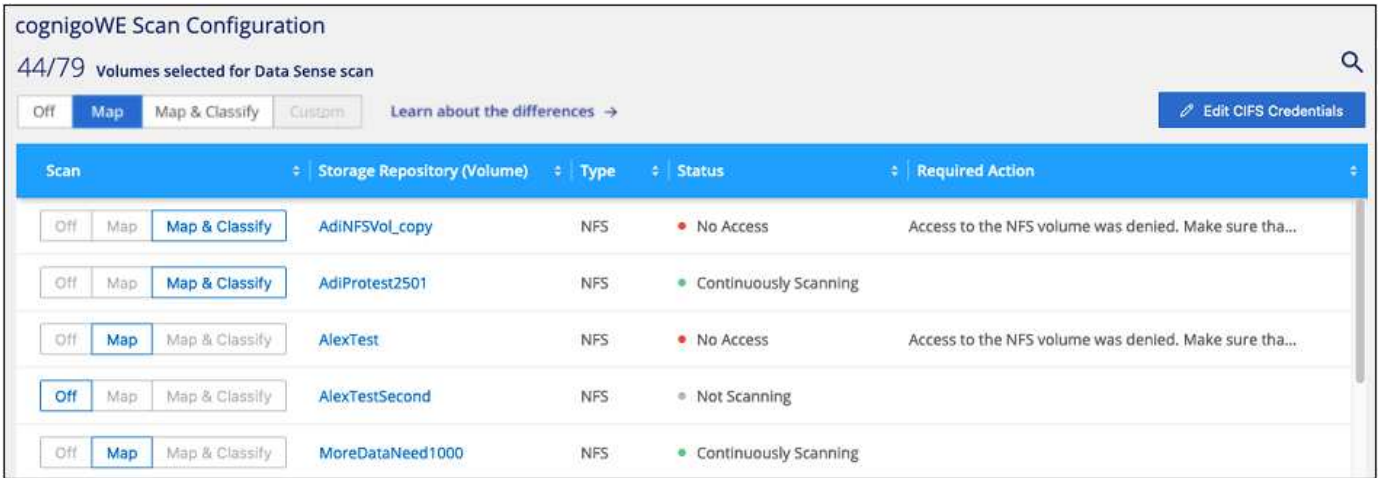 cognigoWE Scan Configuration
44/79 Volumes selected for Data Sense scan
Off Map Map & Classify Custom Learn about the differences → Edit CIFS Credentials
Scan Storage Repository (Volume) Type Status Required Action
Off Map Map & Classify AdiNFSVol_copy NFS No Access Access to the NFS volume was denied. Make sure tha...
Off Map Map & Classify AdiProtest2501 NFS Continuously Scanning
Off Map Map & Classify AlexTest NFS No Access Access to the NFS volume was denied. Make sure tha...
Off Map Map & Classify AlexTestSecond NFS Not Scanning
Off Map Map & Classify MoreDataNeed1000 NFS Continuously Scanning